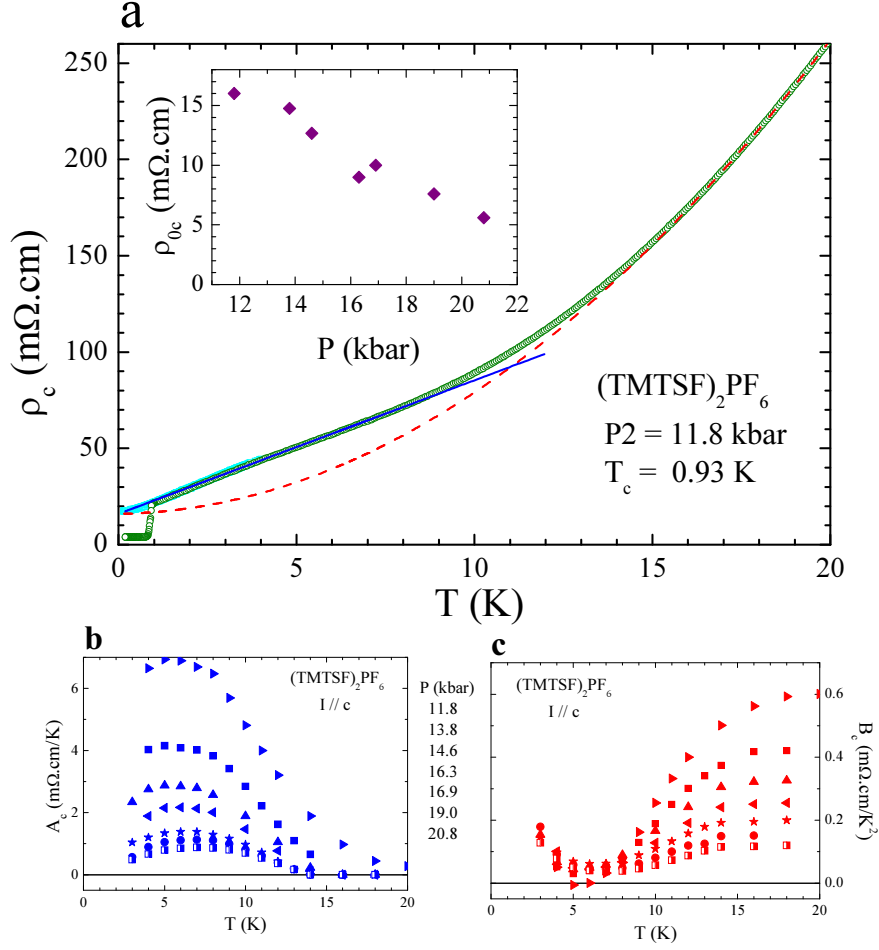 a
250
200
150
100
50
0
ρc (mΩ.cm)
15
10
5
0
ρ0c (mΩ.cm)
12 14 16 18 20 22
P (kbar)
(TMTSF)2PF6
P2 = 11.8 kbar
Tc = 0.93 K
0 5 10 15 20
T (K)
b
6
4
2
0
Ac (mΩ.cm/K)
(TMTSF)2PF6
I // c
0 5 10 15 20
T (K)
P (kbar)
11.8
13.8
14.6
16.3
16.9
19.0
20.8
c
(TMTSF)2PF6
I // c
0.6
0.4
0.2
0.0
Bc (mΩ.cm/K²)
0 5 10 15 20
T (K)